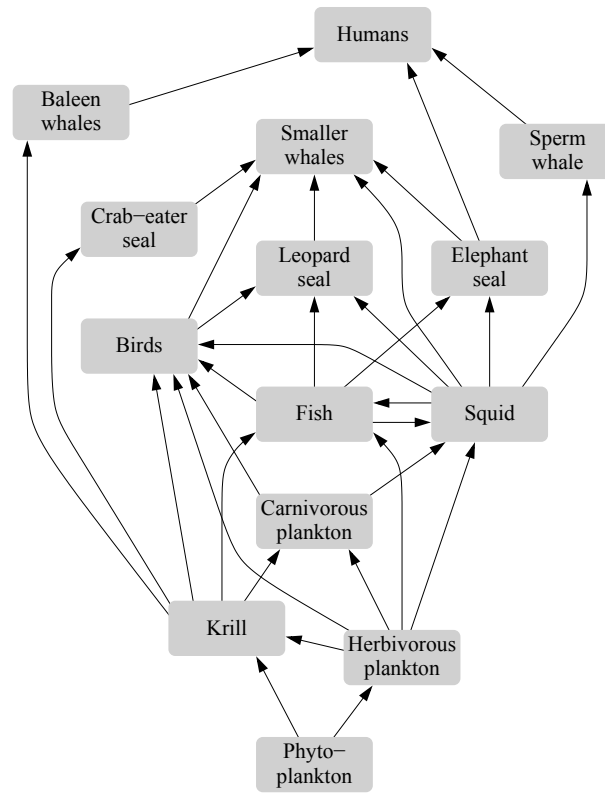 Humans
Baleen
whales
Smaller
whales
Sperm
whale
Crab−eater
seal
Leopard
seal
Elephant
seal
Birds
Fish
Squid
Carnivorous
plankton
Krill
Herbivorous
plankton
Phyto−
plankton